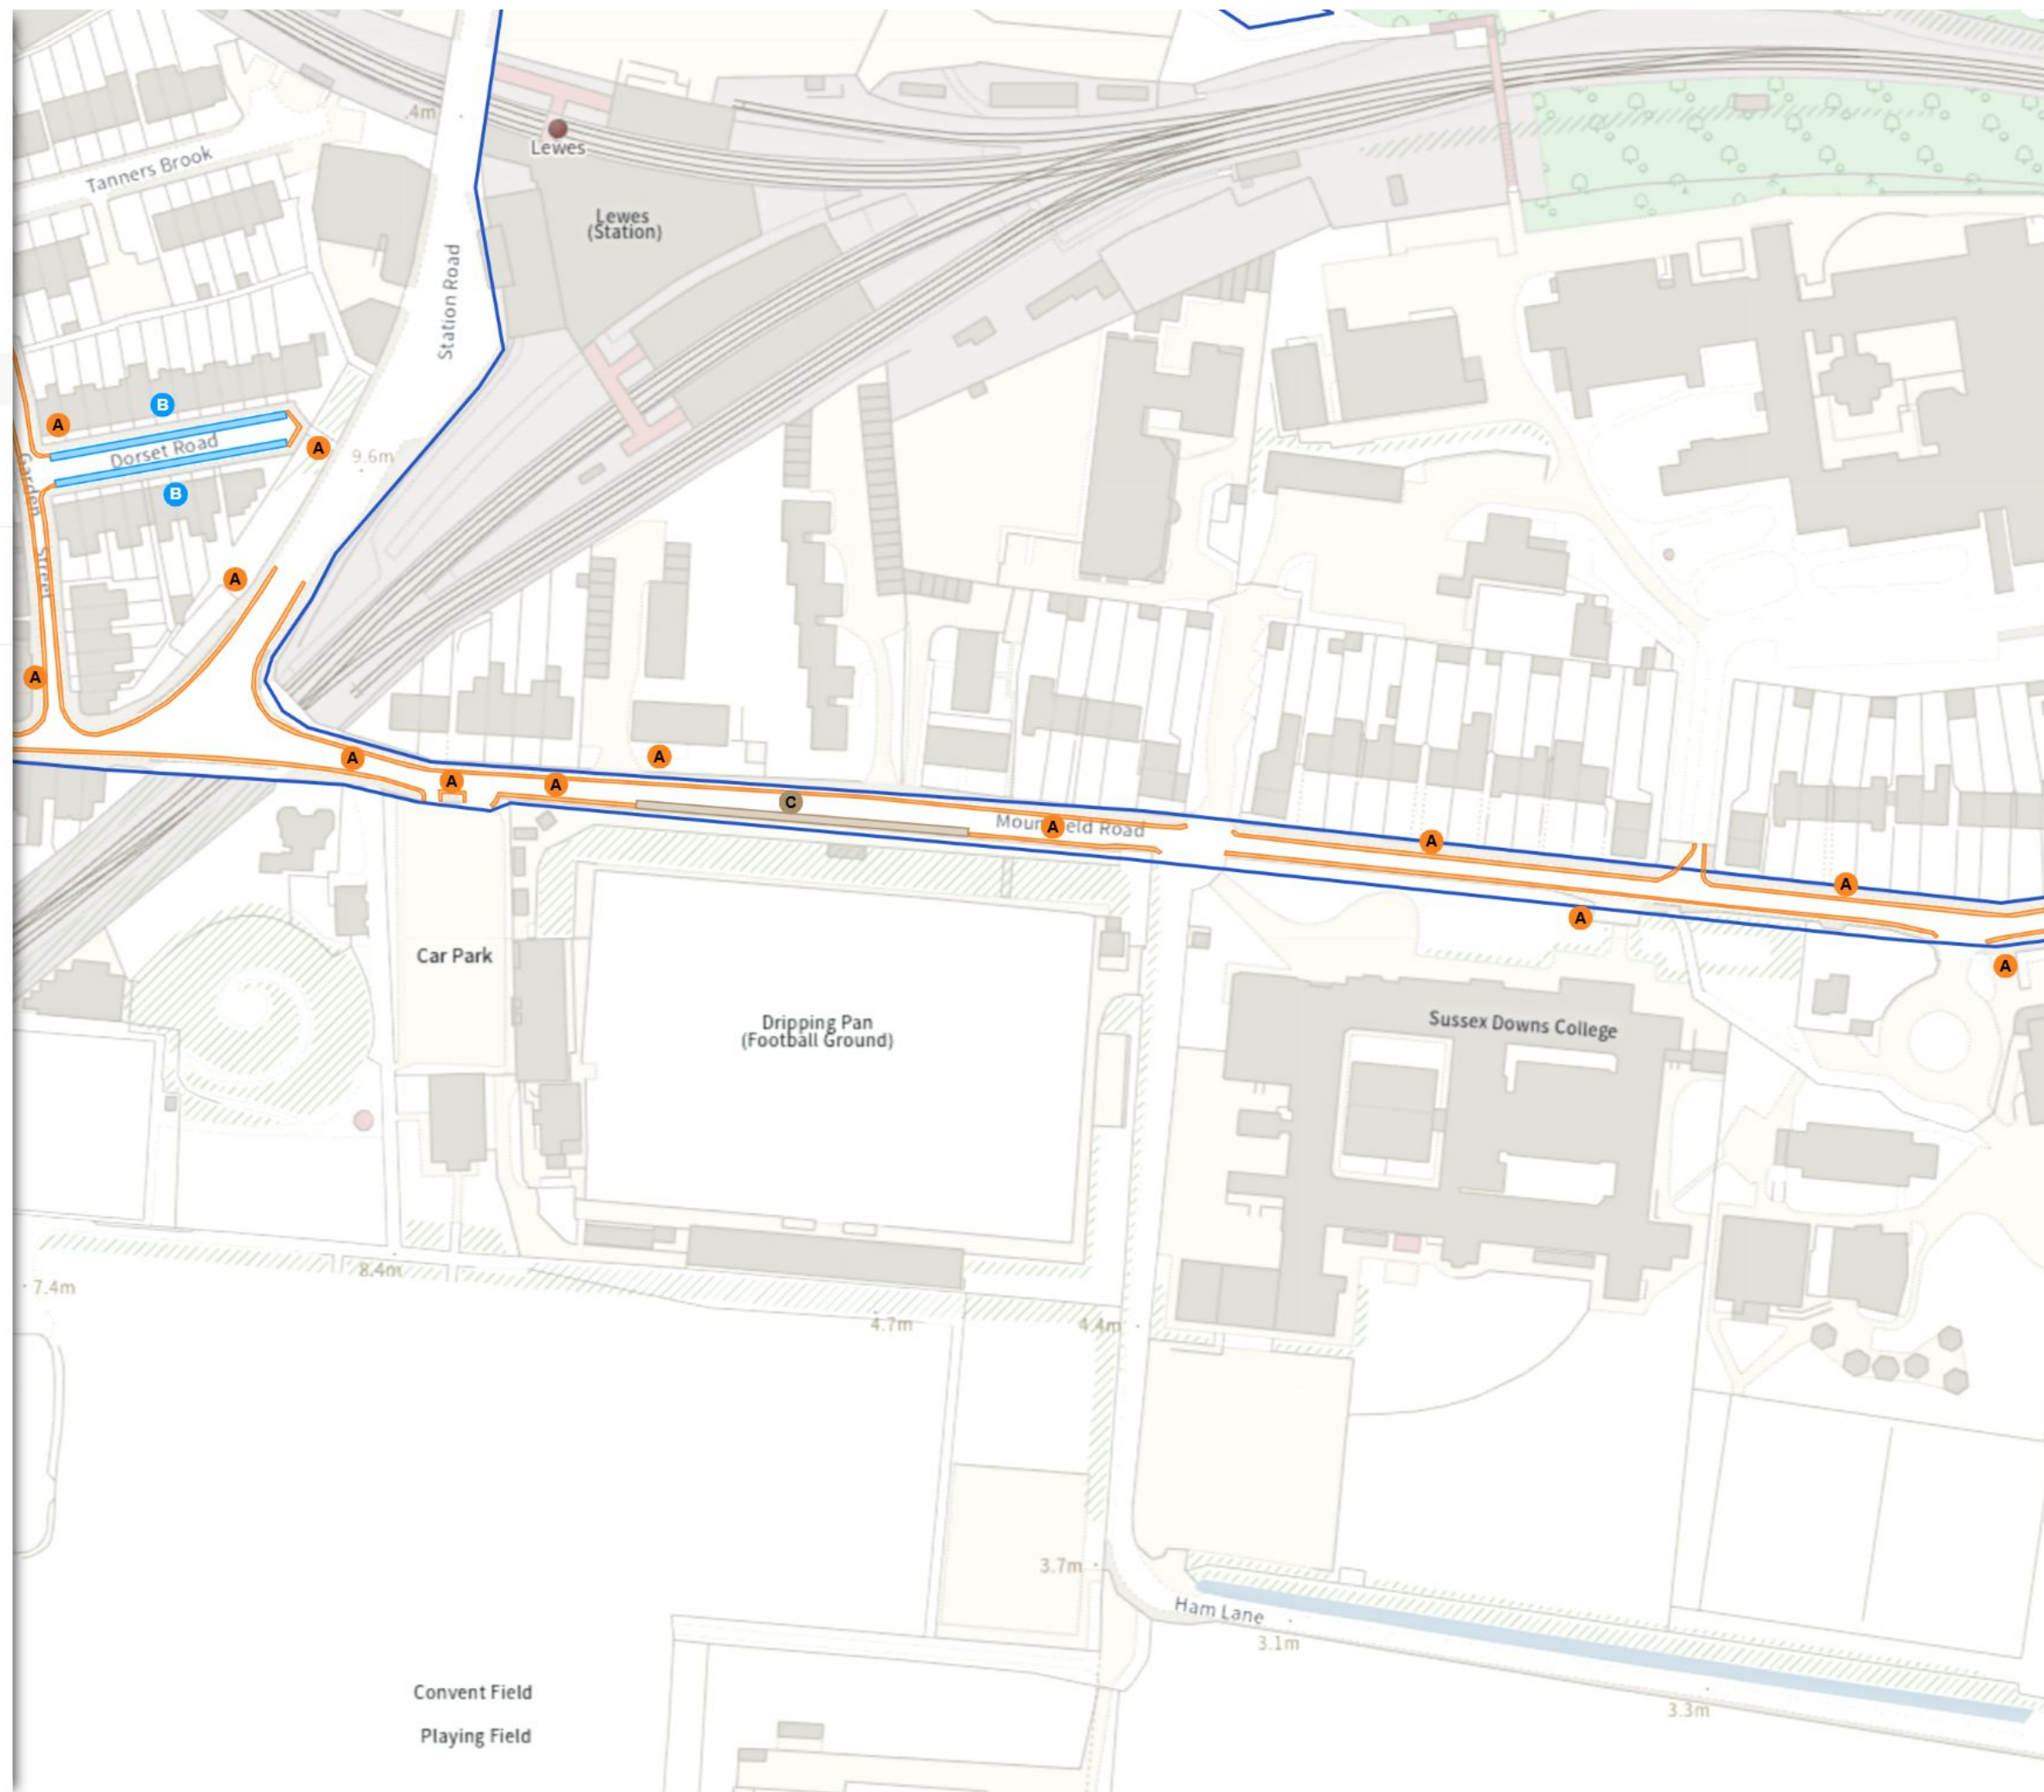 .4m
Lewes
Tanners Brook
Lewes
(Station)
Station Road
B
A
Dorset Road
A
9.6m
B
Garden
Street
A
A
A
A
A
A
C
A
Mountfield Road
A
A
A
A
Car Park
Dripping Pan
(Football Ground)
Sussex Downs College
7.4m
8.4m
4.7m
4.4m
3.7m
Ham Lane
3.1m
3.3m
Convent Field
Playing Field